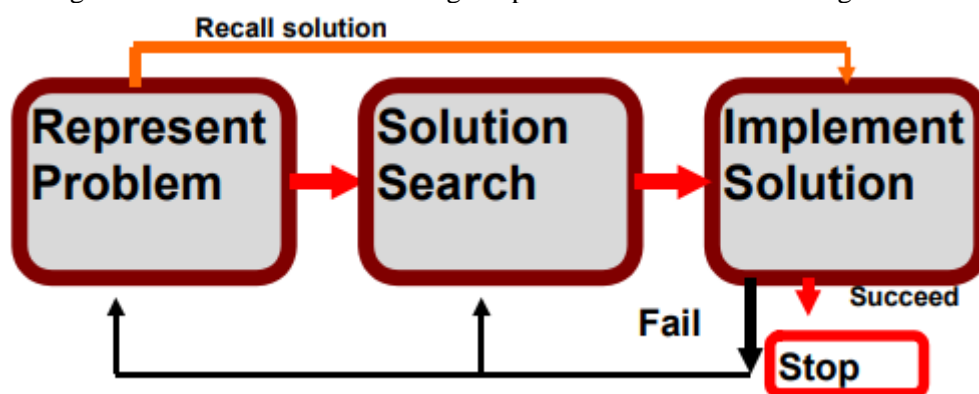 Recall solution
Represent
Problem
Solution
Search
Implement
Solution
Succeed
Fail
Stop